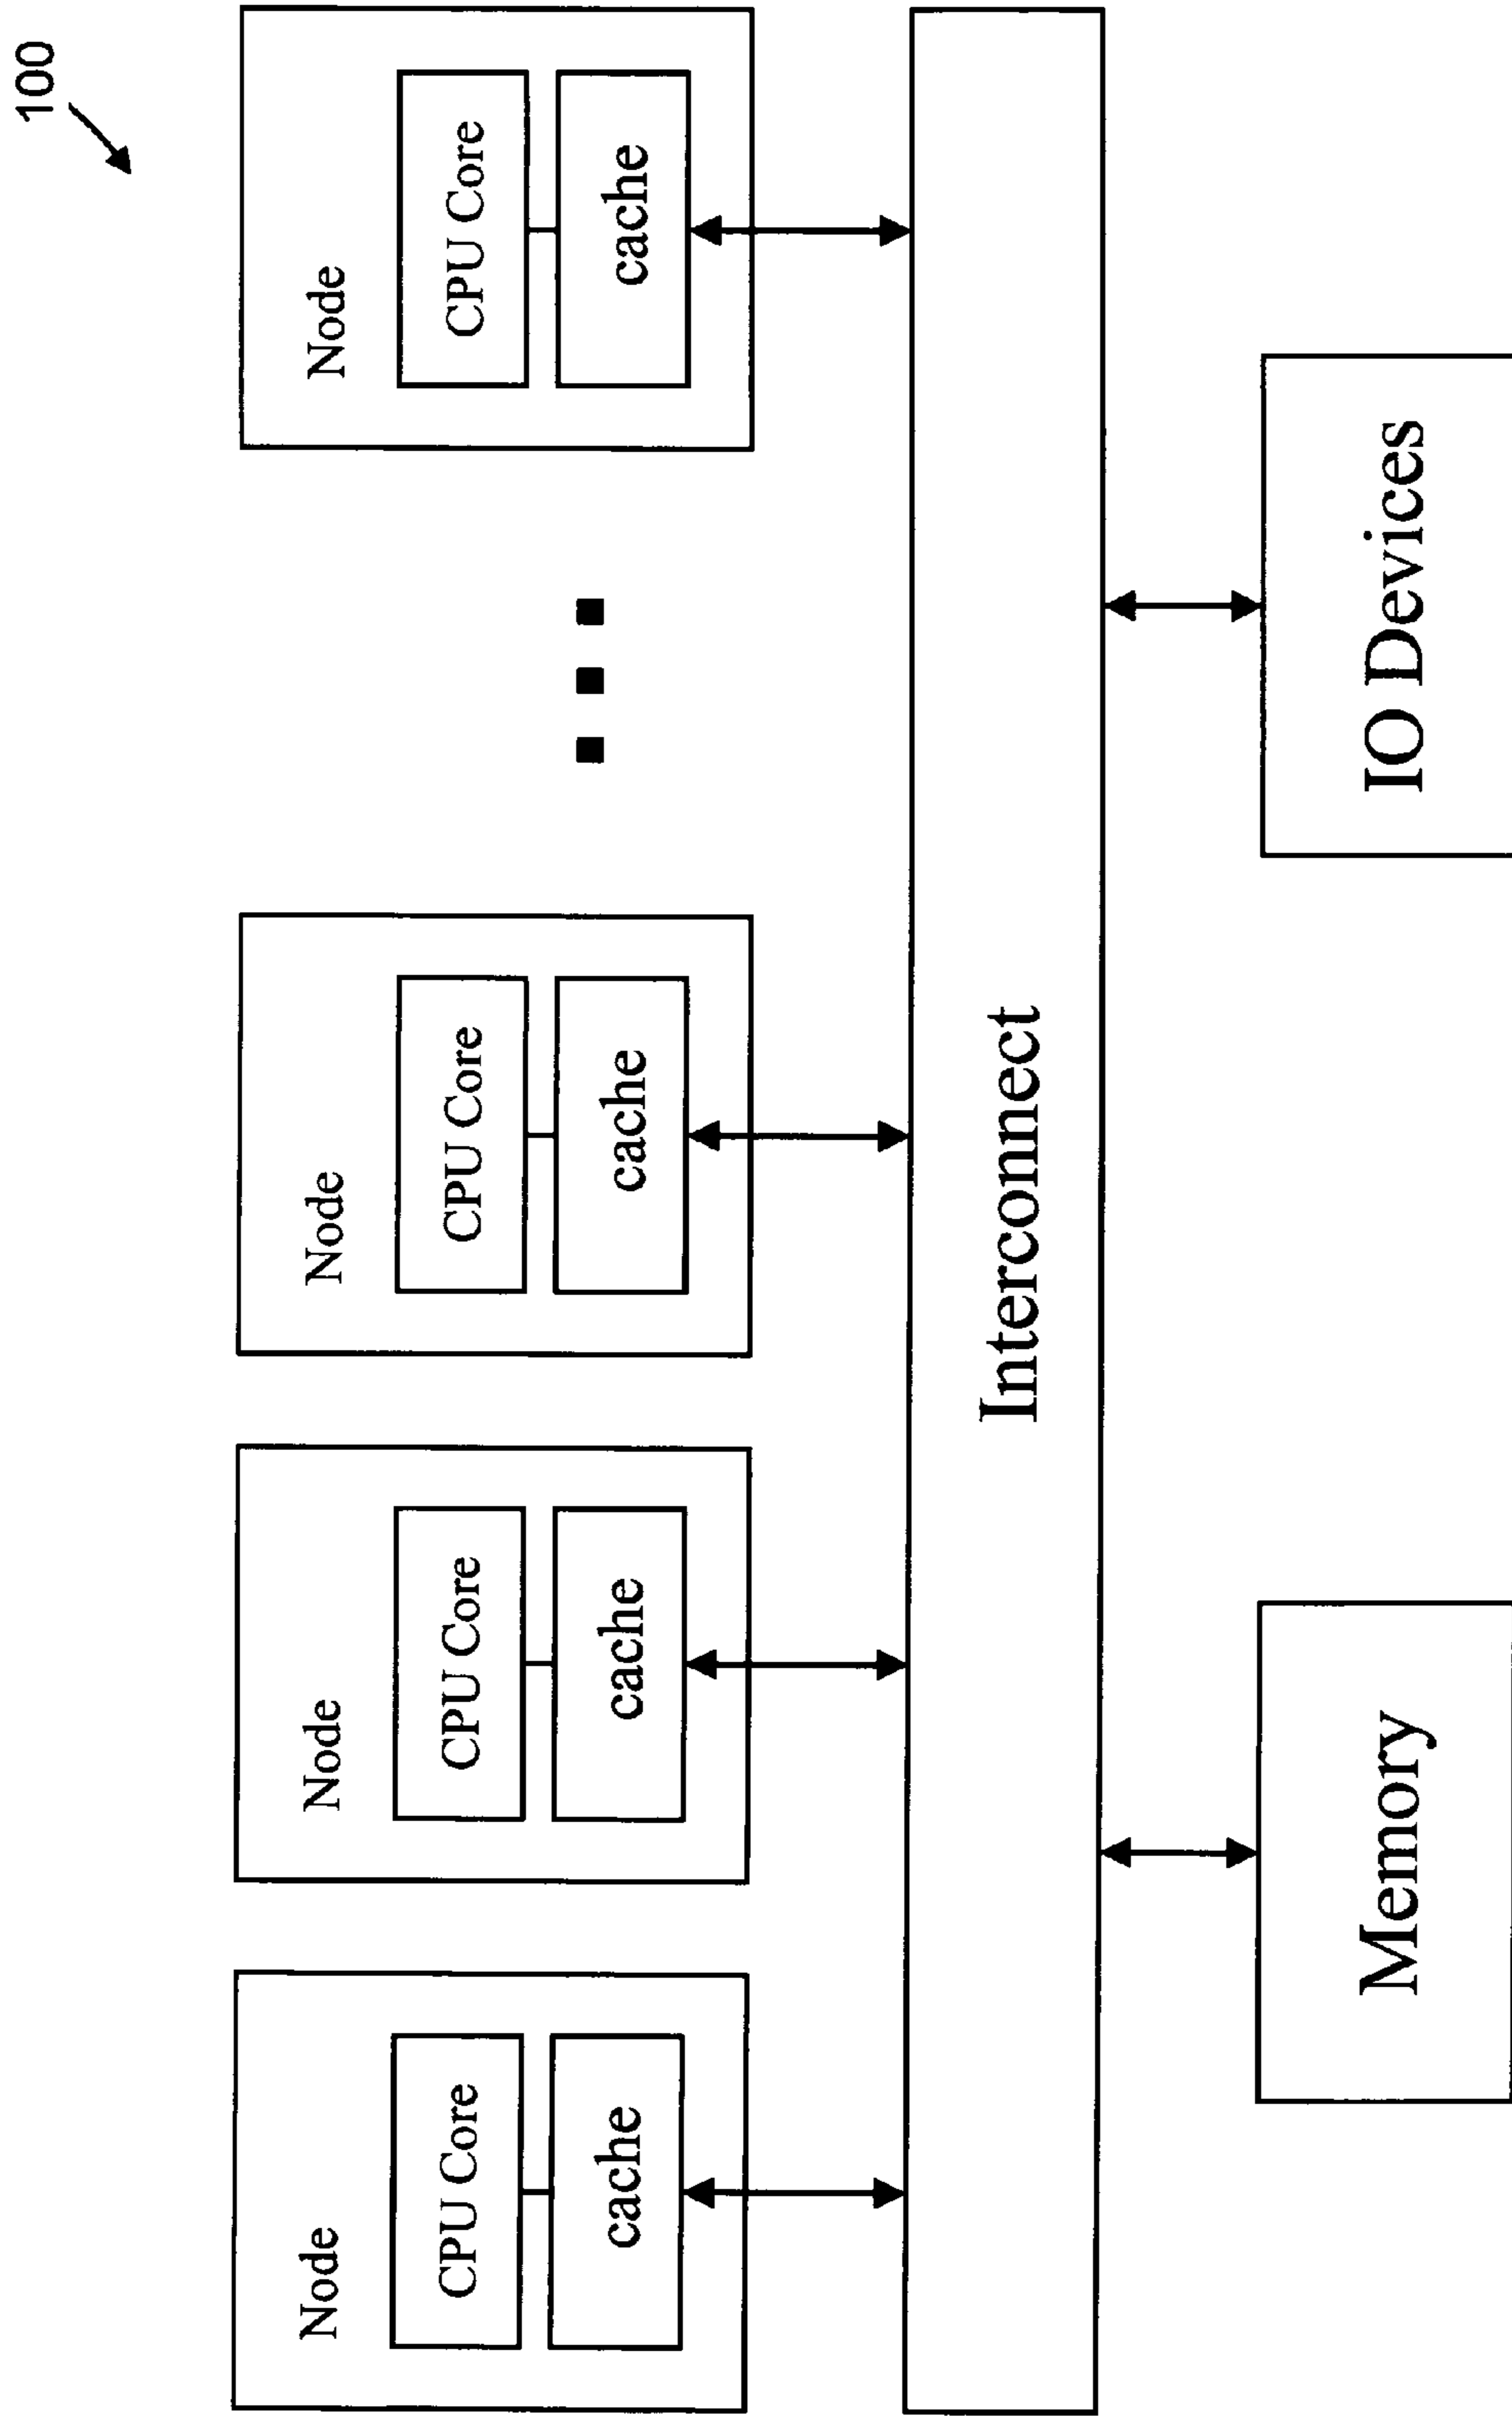 100
Node
CPU Core
cache
Node
CPU Core
cache
Node
CPU Core
cache
Node
CPU Core
cache
Interconnect
Memory
IO Devices